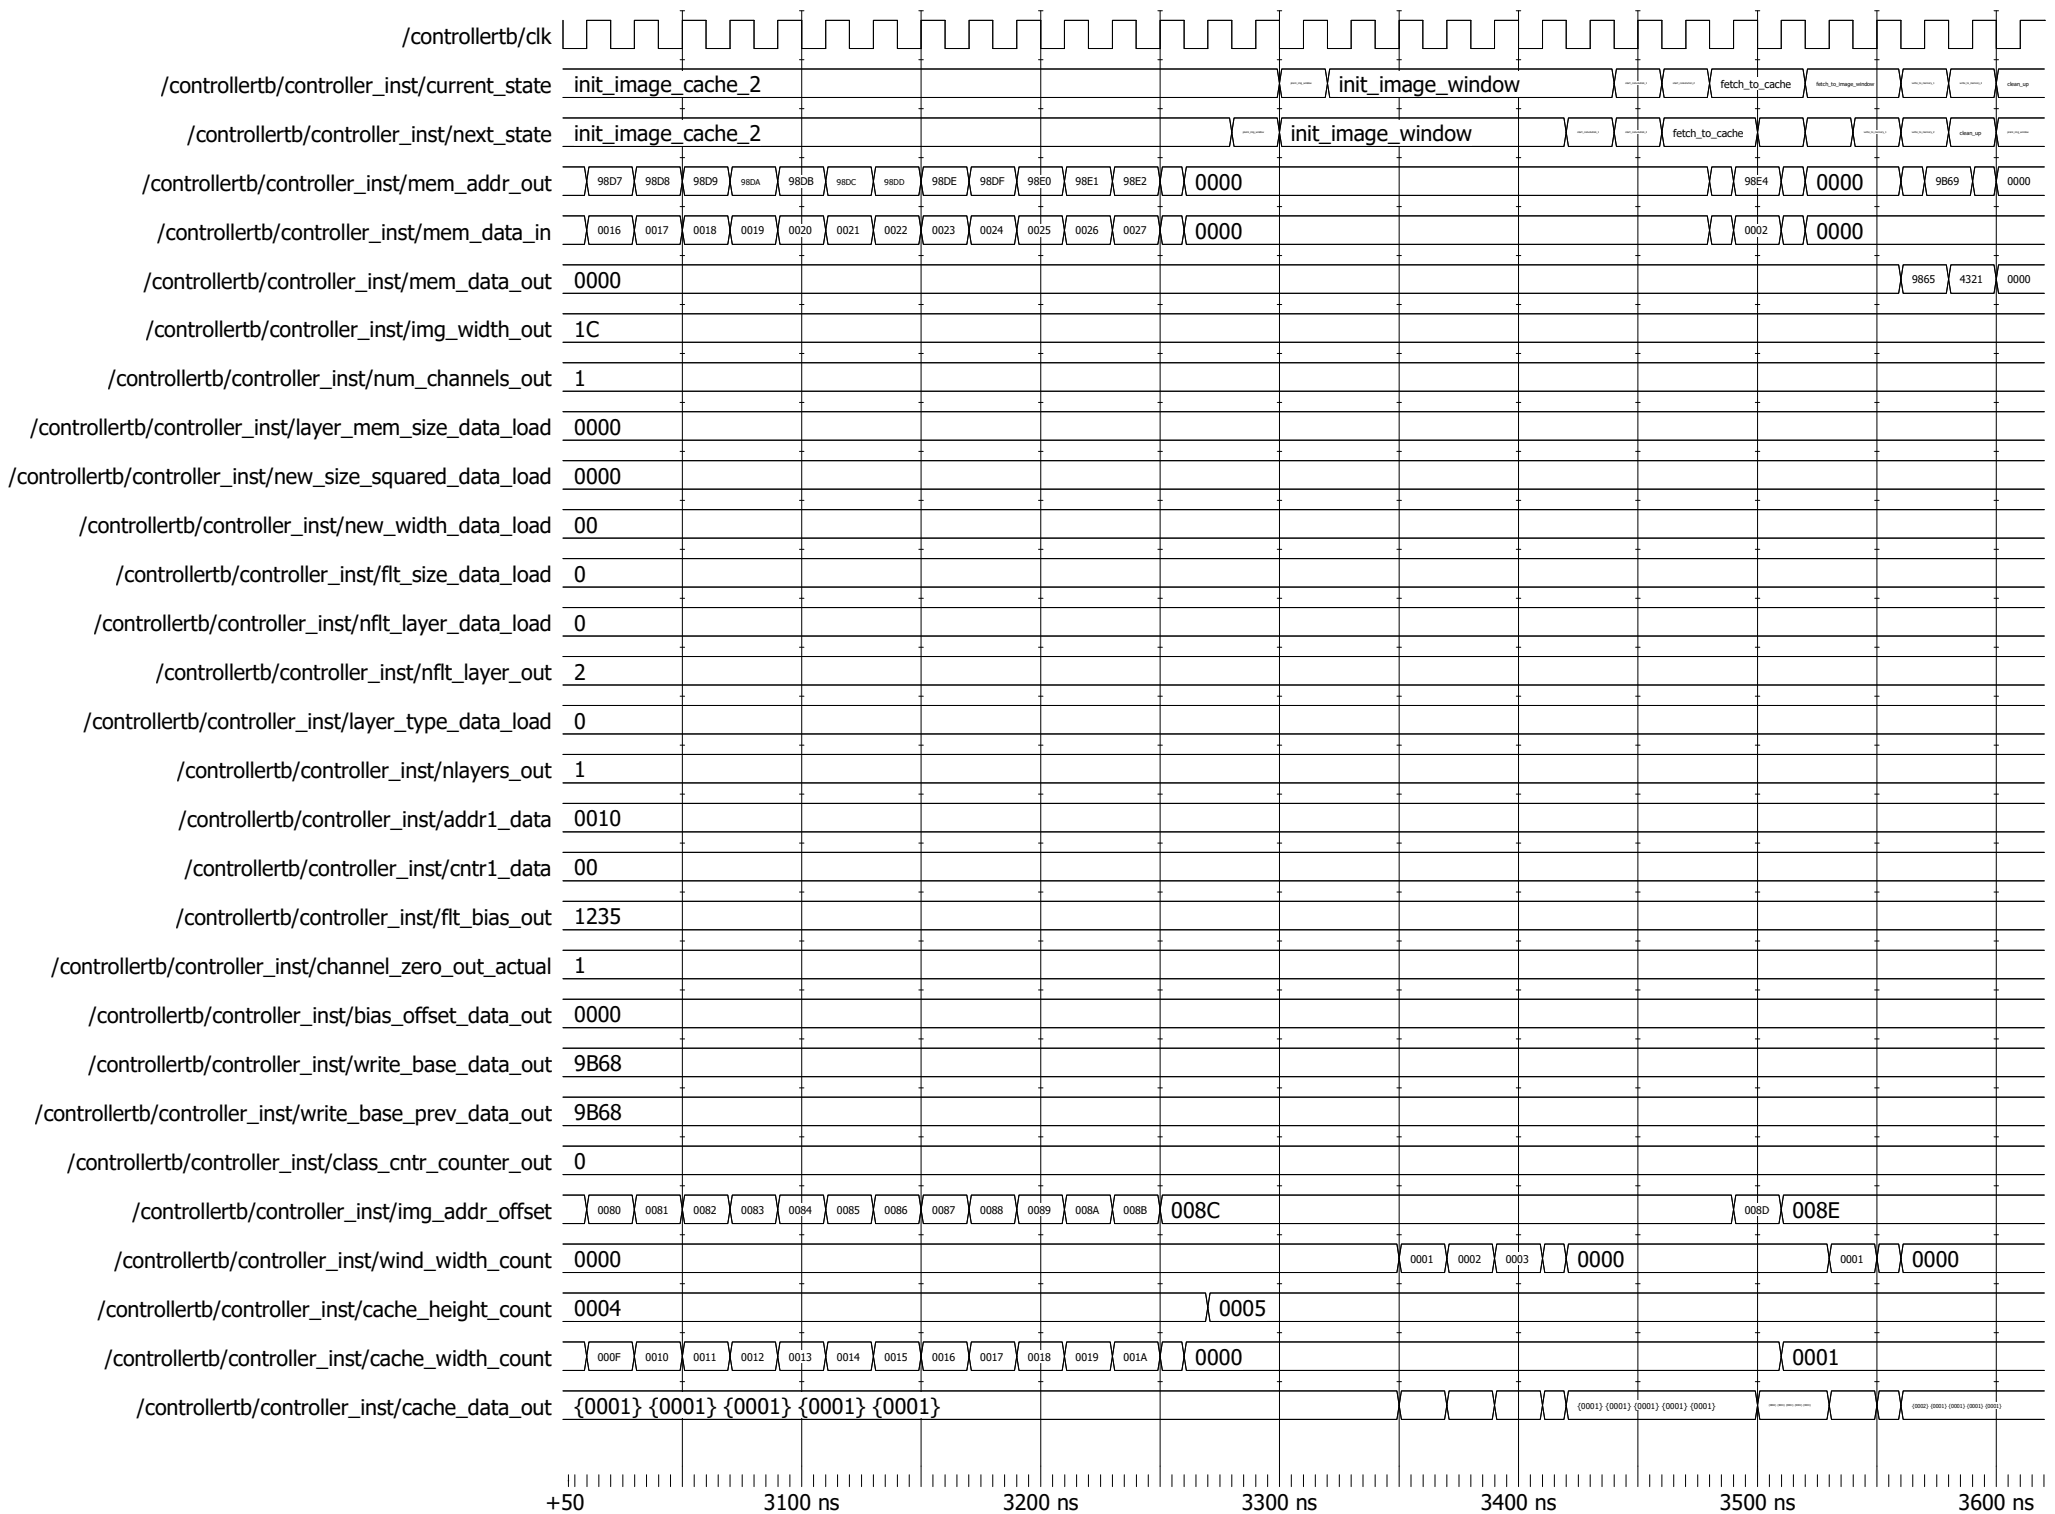 /controllertb/clk
/controllertb/controller_inst/current_state init_image_cache_2 init_image_window fetch_to_cache fetch_to_image_window clean_up
/controllertb/controller_inst/next_state init_image_cache_2 init_image_window fetch_to_cache clean_up
/controllertb/controller_inst/mem_addr_out 98D7 98D8 98D9 98DA 98DB 98DC 98DD 98DE 98DF 98E0 98E1 98E2 0000 98E4 0000 9B69 0000
/controllertb/controller_inst/mem_data_in 0016 0017 0018 0019 0020 0021 0022 0023 0024 0025 0026 0027 0000 0002 0000
/controllertb/controller_inst/mem_data_out 0000 9865 4321 0000
/controllertb/controller_inst/img_width_out 1C
/controllertb/controller_inst/num_channels_out 1
/controllertb/controller_inst/layer_mem_size_data_load 0000
/controllertb/controller_inst/new_size_squared_data_load 0000
/controllertb/controller_inst/new_width_data_load 00
/controllertb/controller_inst/flt_size_data_load 0
/controllertb/controller_inst/nflt_layer_data_load 0
/controllertb/controller_inst/nflt_layer_out 2
/controllertb/controller_inst/layer_type_data_load 0
/controllertb/controller_inst/nlayers_out 1
/controllertb/controller_inst/addr1_data 0010
/controllertb/controller_inst/cntr1_data 00
/controllertb/controller_inst/flt_bias_out 1235
/controllertb/controller_inst/channel_zero_out_actual 1
/controllertb/controller_inst/bias_offset_data_out 0000
/controllertb/controller_inst/write_base_data_out 9B68
/controllertb/controller_inst/write_base_prev_data_out 9B68
/controllertb/controller_inst/class_cntr_counter_out 0
/controllertb/controller_inst/img_addr_offset 0080 0081 0082 0083 0084 0085 0086 0087 0088 0089 008A 008B 008C 008D 008E
/controllertb/controller_inst/wind_width_count 0000 0001 0002 0003 0000 0001 0000
/controllertb/controller_inst/cache_height_count 0004 0005
/controllertb/controller_inst/cache_width_count 000F 0010 0011 0012 0013 0014 0015 0016 0017 0018 0019 001A 0000 0001
/controllertb/controller_inst/cache_data_out {0001} {0001} {0001} {0001} {0001} {0001} {0001} {0001} {0001} {0001} {0002} {0001} {0001} {0001} {0001}
+50 3100 ns 3200 ns 3300 ns 3400 ns 3500 ns 3600 ns